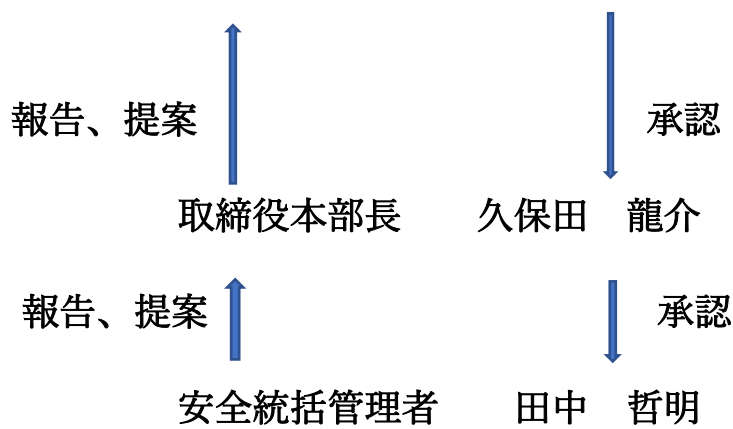 報告、提案 承認
取締役本部長 久保田 龍介
報告、提案 承認
安全統括管理者 田中 哲明